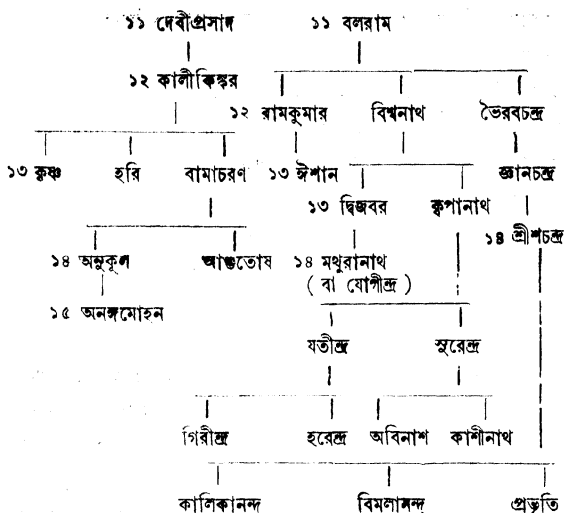 ১১ দেবীপ্রসাদ ১১ বলরাম
১২ কালীকিঙ্কর
১২ রামকুমার বিশ্বনাথ ভৈরবচন্দ্র
১৩ কৃষ্ণ হরি বামাচরণ ১৩ ঈশান জ্ঞানচন্দ্র
১৩ দ্বিজবর কৃপানাথ
১৪ শ্রীশচন্দ্র
১৪ অনুকূল আশুতোষ ১৪ মথুরানাথ
( বা যোগীন্দ্র )
১৫ অনঙ্গমোহন
যতীন্দ্র সুরেন্দ্র
গিরীন্দ্র হরেন্দ্র অবিনাশ কাশীনাথ
কালিকানন্দ বিমলানন্দ প্রভৃতি